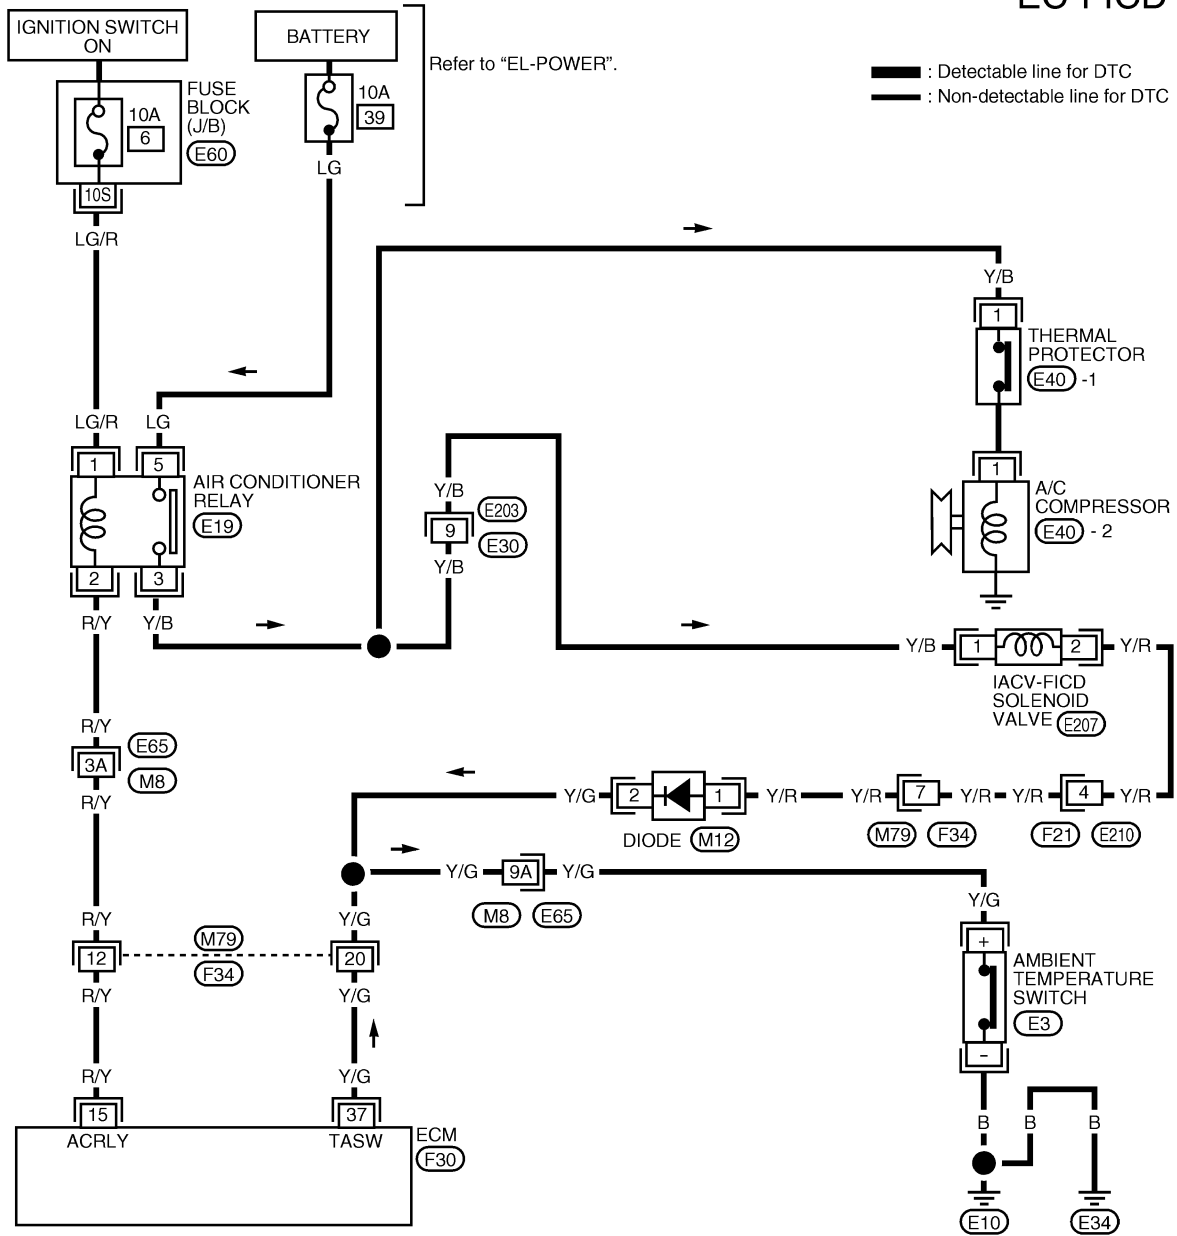 IGNITION SWITCH
ON
BATTERY
Refer to “EL-POWER”.
: Detectable line for DTC
: Non-detectable line for DTC
FUSE
BLOCK
(J/B)
E60
10A
6
10A
39
10S
LG
LG/R
Y/B
1
THERMAL
PROTECTOR
E40 -1
LG/R
LG
1
5
AIR CONDITIONER
RELAY
E19
2
3
R/Y
Y/B
Y/B
E203
9
E30
Y/B
1
A/C
COMPRESSOR
E40 - 2
Y/B
1
2
Y/R
IACV-FICD
SOLENOID
VALVE E207
R/Y
3A
E65
M8
R/Y
Y/G
2
1
Y/R
Y/R
7
Y/R
Y/R
4
Y/R
DIODE M12
M79
F34
F21
E210
Y/G
9A
Y/G
M8
E65
Y/G
R/Y
Y/G
12
M79
F34
20
R/Y
Y/G
+
AMBIENT
TEMPERATURE
SWITCH
E3
-
R/Y
Y/G
15
37
ACRLY
TASW
ECM
F30
B
B
B
E10
E34